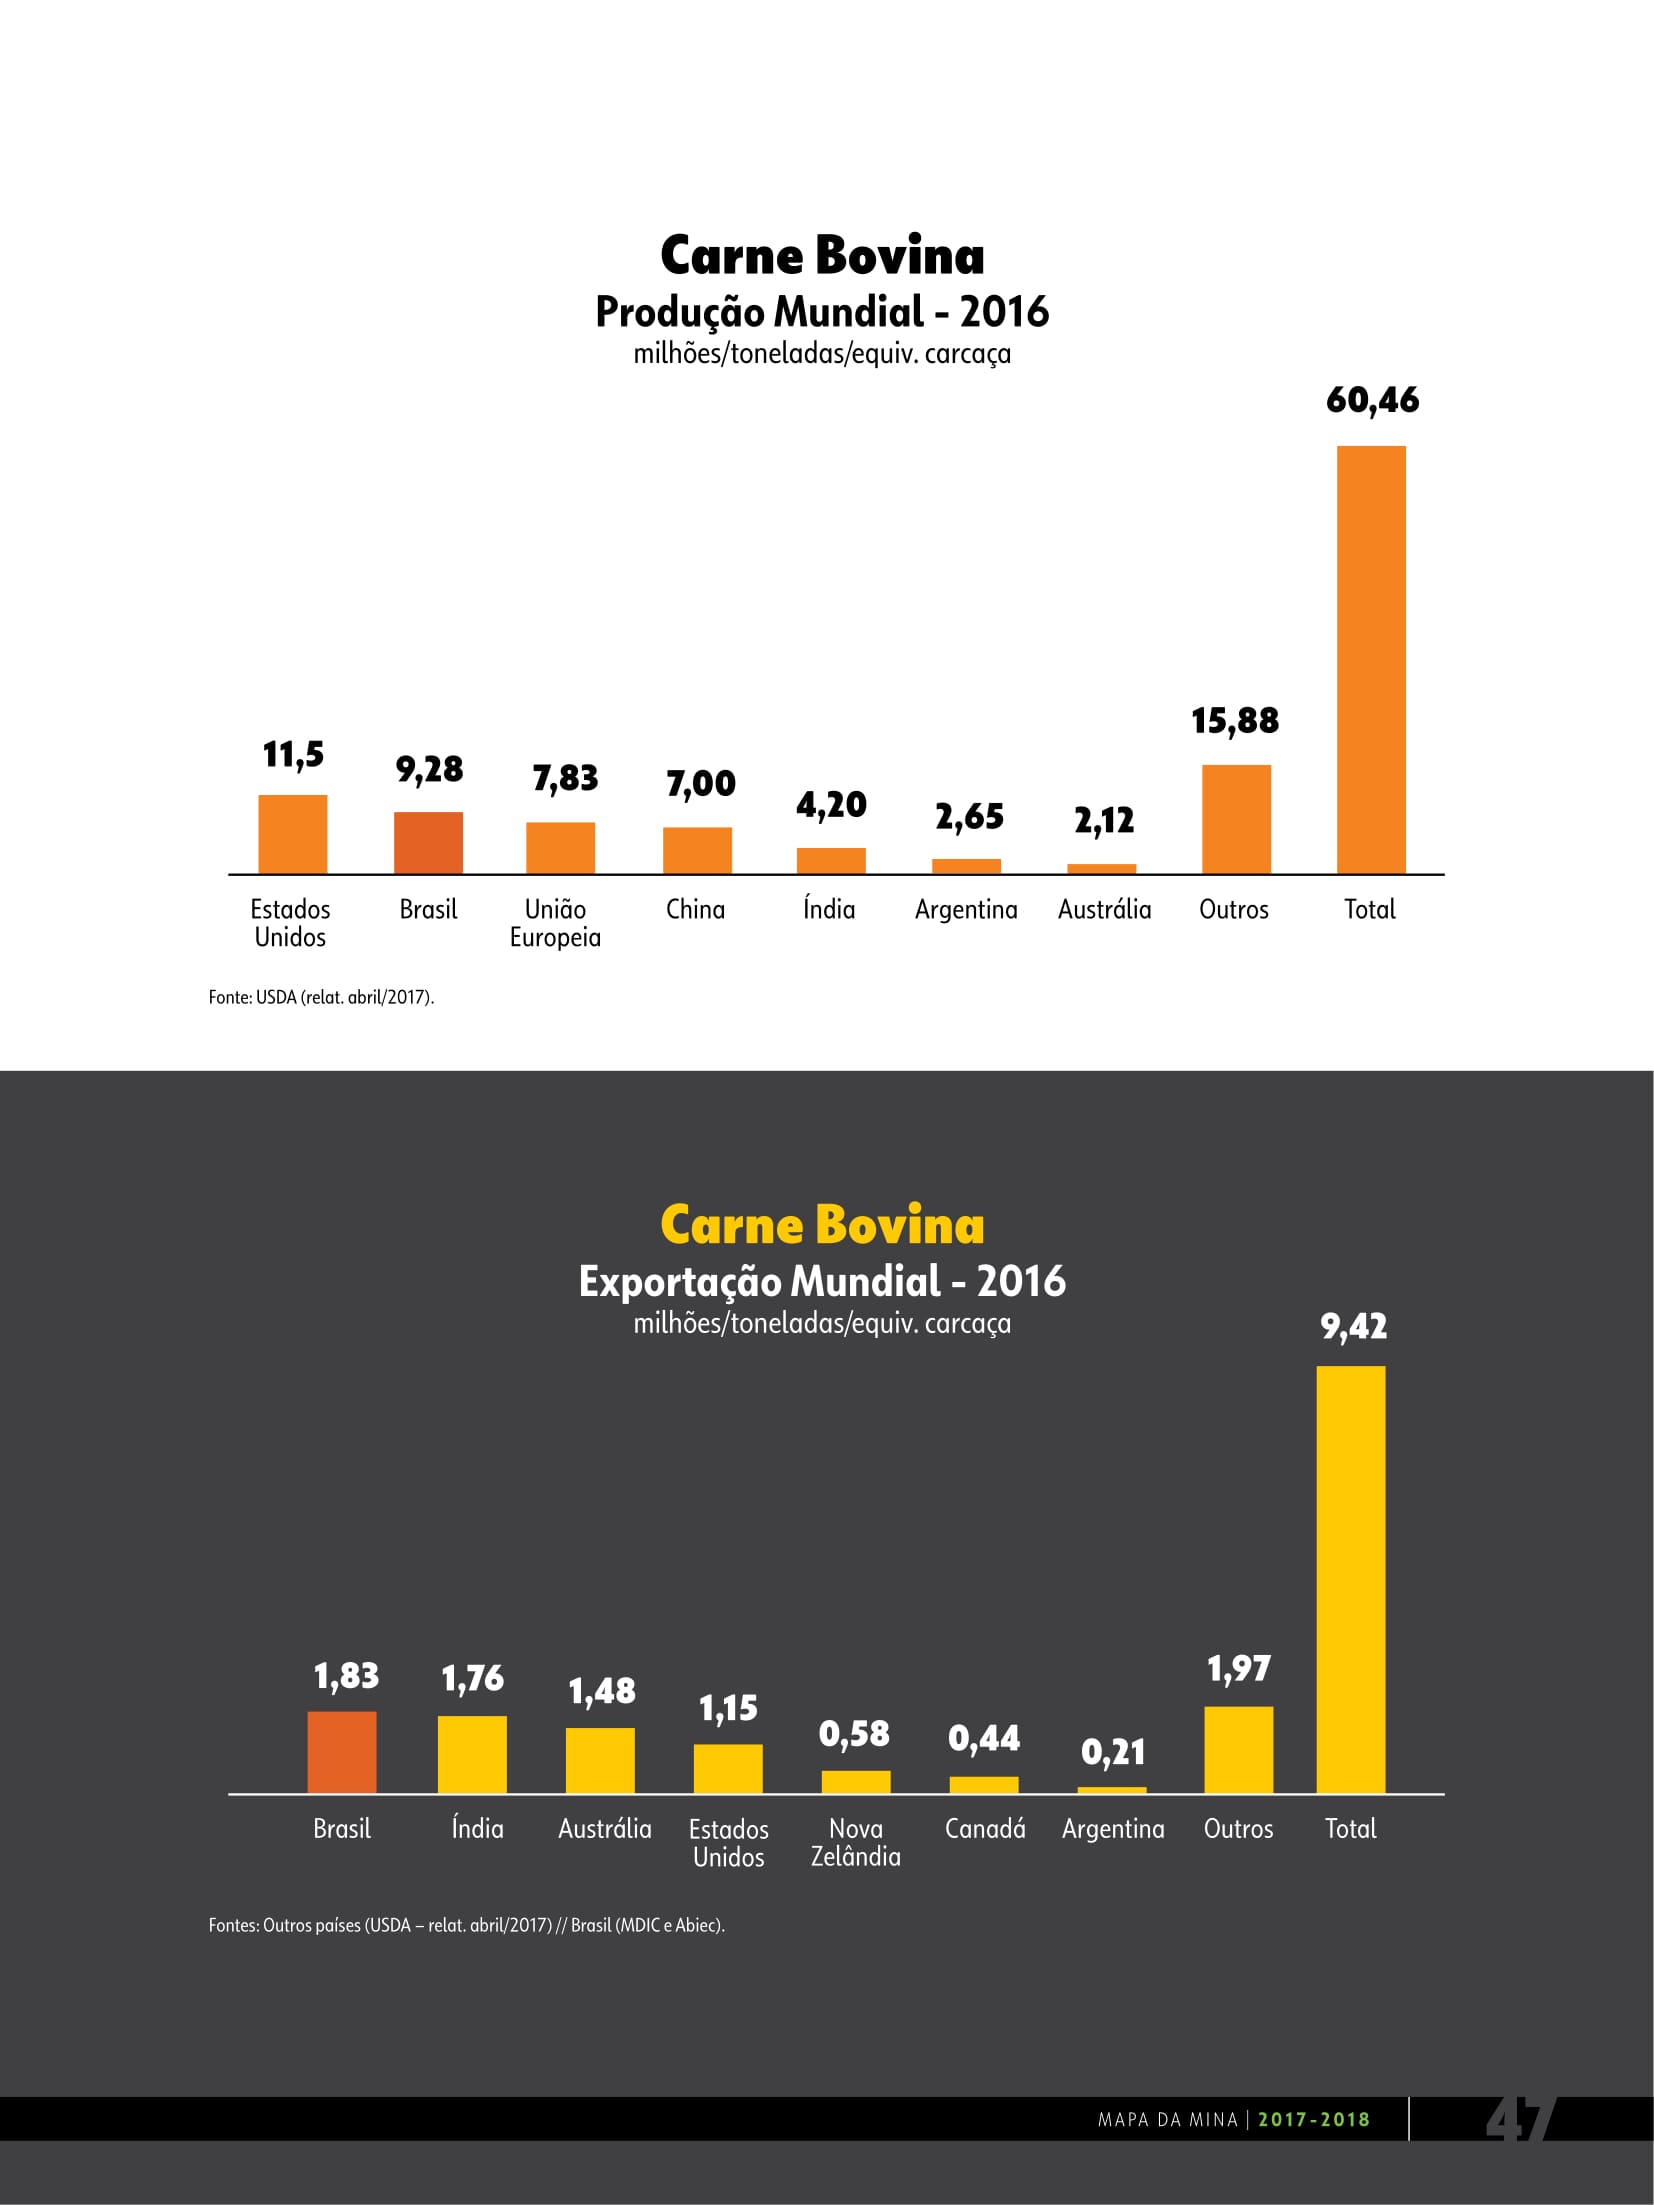 Carne Bovina
Produção Mundial - 2016
milhões/toneladas/equiv. carcaça
60,46
15,88
11,5
9,28
7,83
7,00
4,20
2,65
2,12
Estados
Unidos
Brasil
União
Europeia
China
Índia
Argentina
Austrália
Outros
Total
Fonte: USDA (relat. abril/2017).
Carne Bovina
Exportação Mundial - 2016
milhões/toneladas/equiv. carcaça
9,42
1,83
1,76
1,48
1,15
0,58
0,44
0,21
1,97
Brasil
Índia
Austrália
Estados
Unidos
Nova
Zelândia
Canadá
Argentina
Outros
Total
Fontes: Outros países (USDA – relat. abril/2017) // Brasil (MDIC e Abiec).
MAPA DA MINA | 2017-2018
47